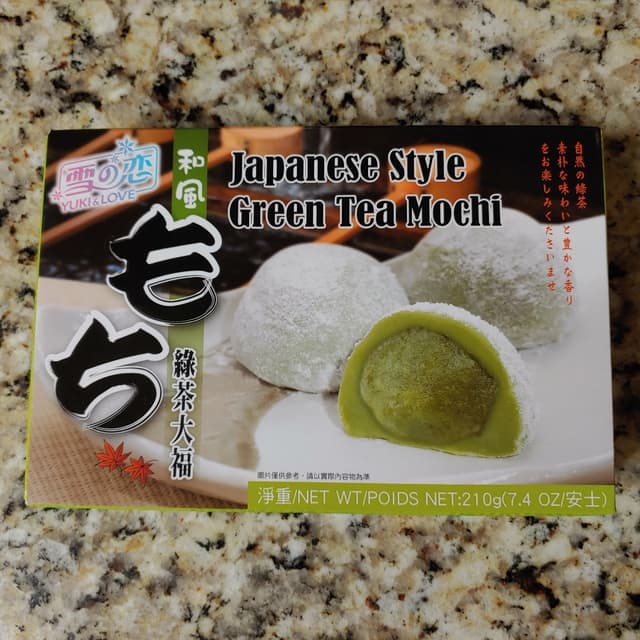 雪の恋
YUKI & LOVE
和風
もち
綠茶大福
Japanese Style
Green Tea Mochi
自然の緑茶
素朴な味わいと豊かな香り
をお楽しみくださいませ
圖片僅供參考，請以實際內容物為準
淨重/NET WT/POIDS NET:210g(7.4 OZ/安士)